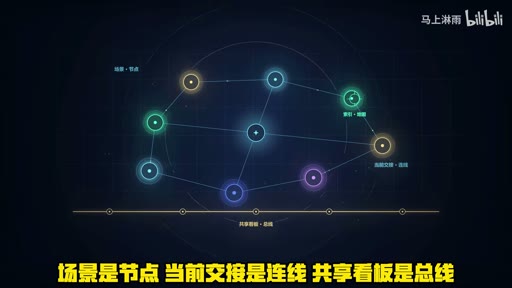 马上淋雨 bilibili
场景·节点
索引·地图
当前交接·连线
共享看板·总线
场景是节点 当前交接是连线 共享看板是总线